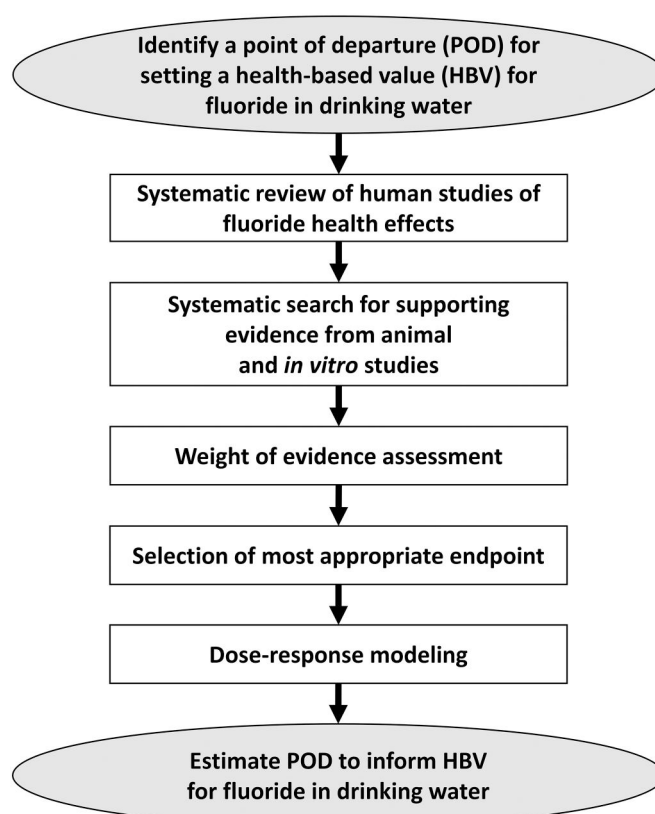 Identify a point of departure (POD) for
setting a health-based value (HBV) for
fluoride in drinking water
Systematic review of human studies of
fluoride health effects
Systematic search for supporting
evidence from animal
and in vitro studies
Weight of evidence assessment
Selection of most appropriate endpoint
Dose-response modeling
Estimate POD to inform HBV
for fluoride in drinking water